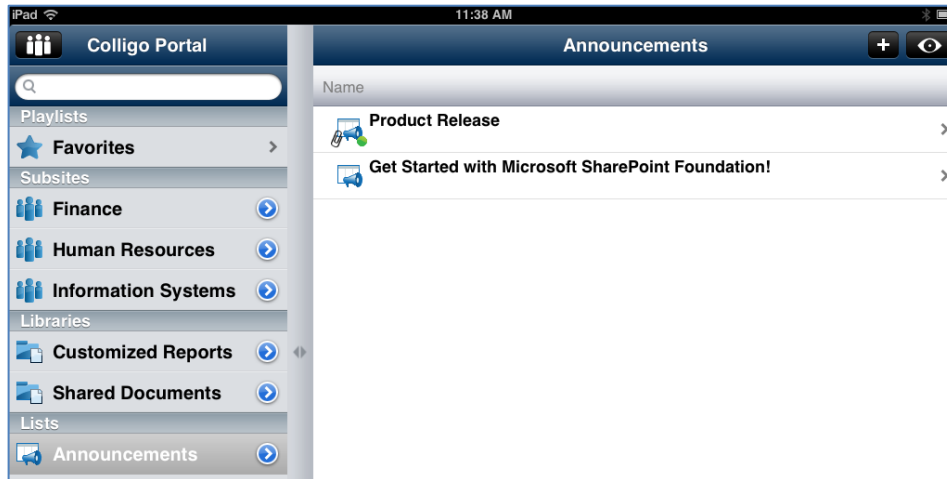 iPad
11:38 AM
Colligo Portal
Announcements
Name
Playlists
Favorites
Product Release
Subsites
Get Started with Microsoft SharePoint Foundation!
Finance
Human Resources
Information Systems
Libraries
Customized Reports
Shared Documents
Lists
Announcements